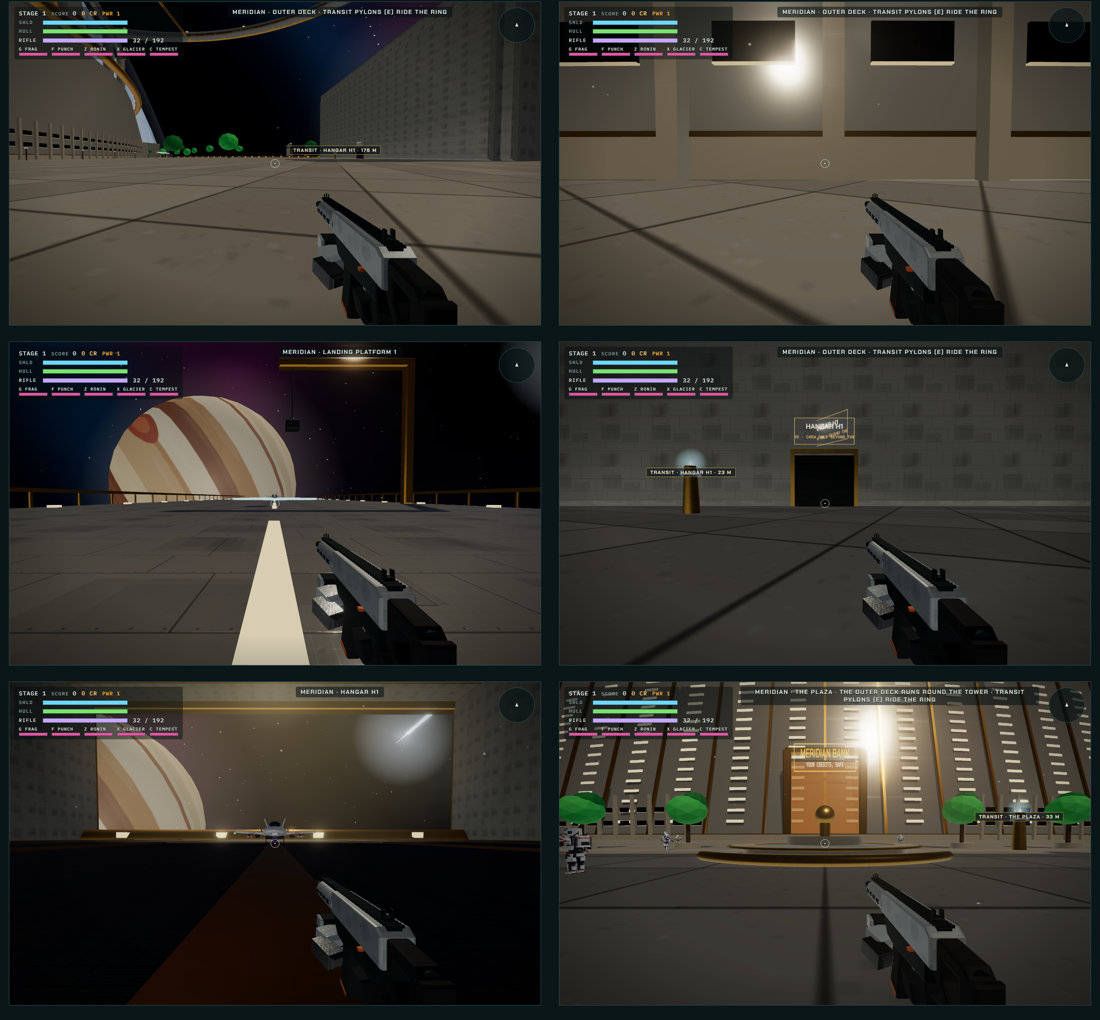 STAGE 1 SCORE 0 0 CR PWR 1
SHLD
HULL
RIFLE 32 / 192
G FRAG F PUNCH Z RONIN X GLACIER C TEMPEST
MERIDIAN · OUTER DECK · TRANSIT PYLONS (E) RIDE THE RING
TRANSIT · HANGAR H1 · 176 M
STAGE 1 SCORE 0 0 CR PWR 1
SHLD
HULL
RIFLE 32 / 192
G FRAG F PUNCH Z RONIN X GLACIER C TEMPEST
MERIDIAN · OUTER DECK · TRANSIT PYLONS (E) RIDE THE RING
STAGE 1 SCORE 0 0 CR PWR 1
SHLD
HULL
RIFLE 32 / 192
G FRAG F PUNCH Z RONIN X GLACIER C TEMPEST
MERIDIAN · LANDING PLATFORM 1
STAGE 1 SCORE 0 0 CR PWR 1
SHLD
HULL
RIFLE 32 / 192
G FRAG F PUNCH Z RONIN X GLACIER C TEMPEST
MERIDIAN · OUTER DECK · TRANSIT PYLONS (E) RIDE THE RING
HANGAR H1
TRANSIT · HANGAR H1 · 23 M
STAGE 1 SCORE 0 0 CR PWR 1
SHLD
HULL
RIFLE 32 / 192
G FRAG F PUNCH Z RONIN X GLACIER C TEMPEST
MERIDIAN · HANGAR H1
STAGE 1 SCORE 0 0 CR PWR 1
SHLD
HULL
RIFLE 32 / 192
G FRAG F PUNCH Z RONIN X GLACIER C TEMPEST
MERIDIAN · THE PLAZA · THE OUTER DECK RUNS ROUND THE TOWER · TRANSIT
PYLONS (E) RIDE THE RING
MERIDIAN BANK
YOUR CREDITS, SAFE
TRANSIT · THE PLAZA · 33 M